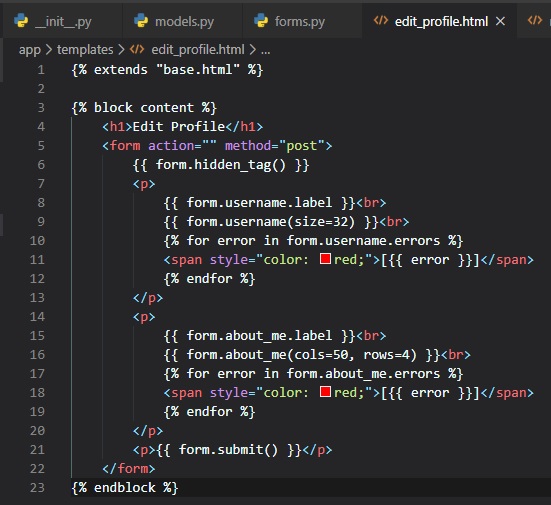 __init__.py models.py forms.py edit_profile.html
app > templates > edit_profile.html > ...
1 {% extends "base.html" %}
2
3 {% block content %}
4 <h1>Edit Profile</h1>
5 <form action="" method="post">
6 {{ form.hidden_tag() }}
7 <p>
8 {{ form.username.label }}<br>
9 {{ form.username(size=32) }}<br>
10 {% for error in form.username.errors %}
11 <span style="color: red;">[{{ error }}]</span>
12 {% endfor %}
13 </p>
14 <p>
15 {{ form.about_me.label }}<br>
16 {{ form.about_me(cols=50, rows=4) }}<br>
17 {% for error in form.about_me.errors %}
18 <span style="color: red;">[{{ error }}]</span>
19 {% endfor %}
20 </p>
21 <p>{{ form.submit() }}</p>
22 </form>
23 {% endblock %}